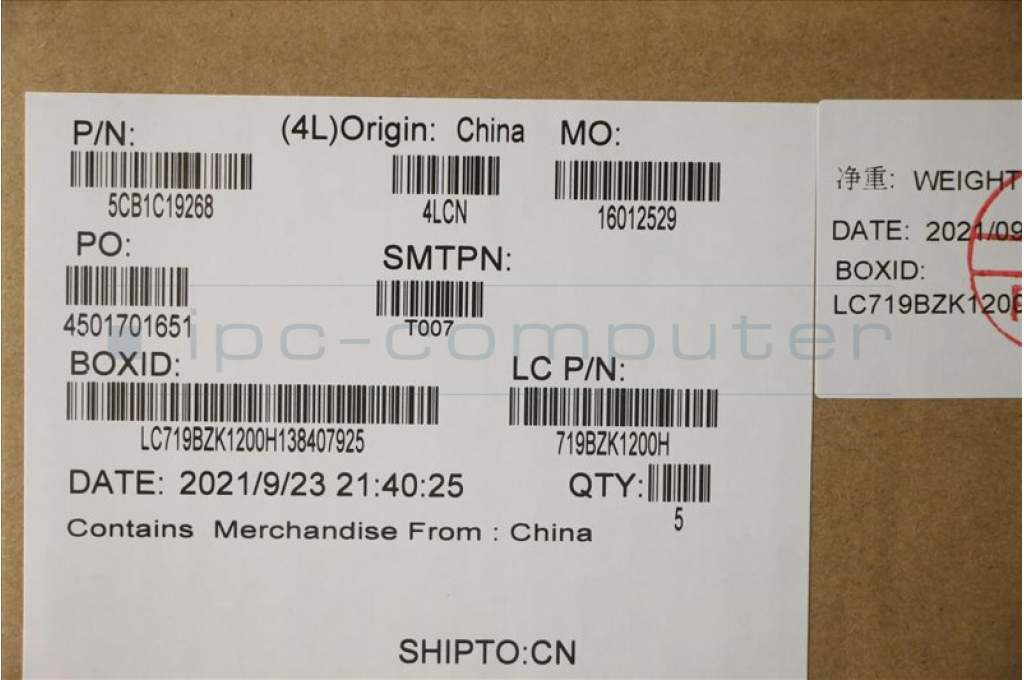 P/N: (4L)Origin: China MO:
5CB1C19268 4LCN 16012529
PO: SMTPN:
4501701651 T007
BOXID: LC P/N:
LC719BZK1200H138407925 719BZK1200H
DATE: 2021/9/23 21:40:25 QTY:
5
Contains Merchandise From : China
SHIPTO:CN
净重: WEIGHT
DATE: 2021/09
BOXID:
LC719BZK1200
ipc-computer